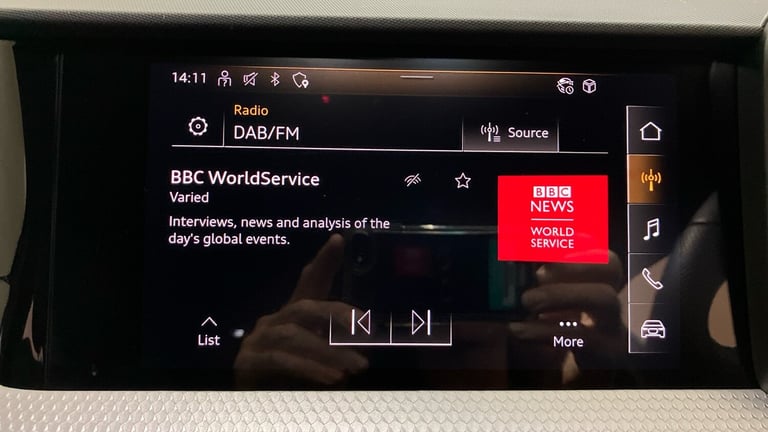 14:11
Radio
DAB/FM
Source
BBC WorldService
Varied
Interviews, news and analysis of the
day's global events.
BBC
NEWS
WORLD
SERVICE
List
More